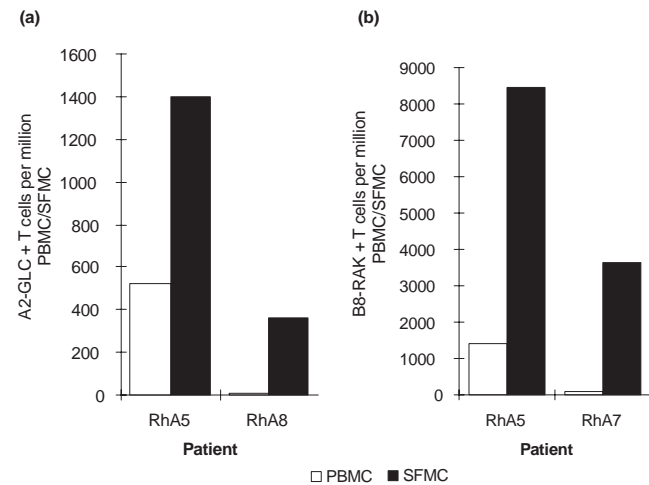 (a)
A2-GLC + T cells per million
PBMC/SFMC
1600
1400
1200
1000
800
600
400
200
0
RhA5 RhA8
Patient
(b)
B8-RAK + T cells per million
PBMC/SFMC
9000
8000
7000
6000
5000
4000
3000
2000
1000
0
RhA5 RhA7
Patient
PBMC SFMC